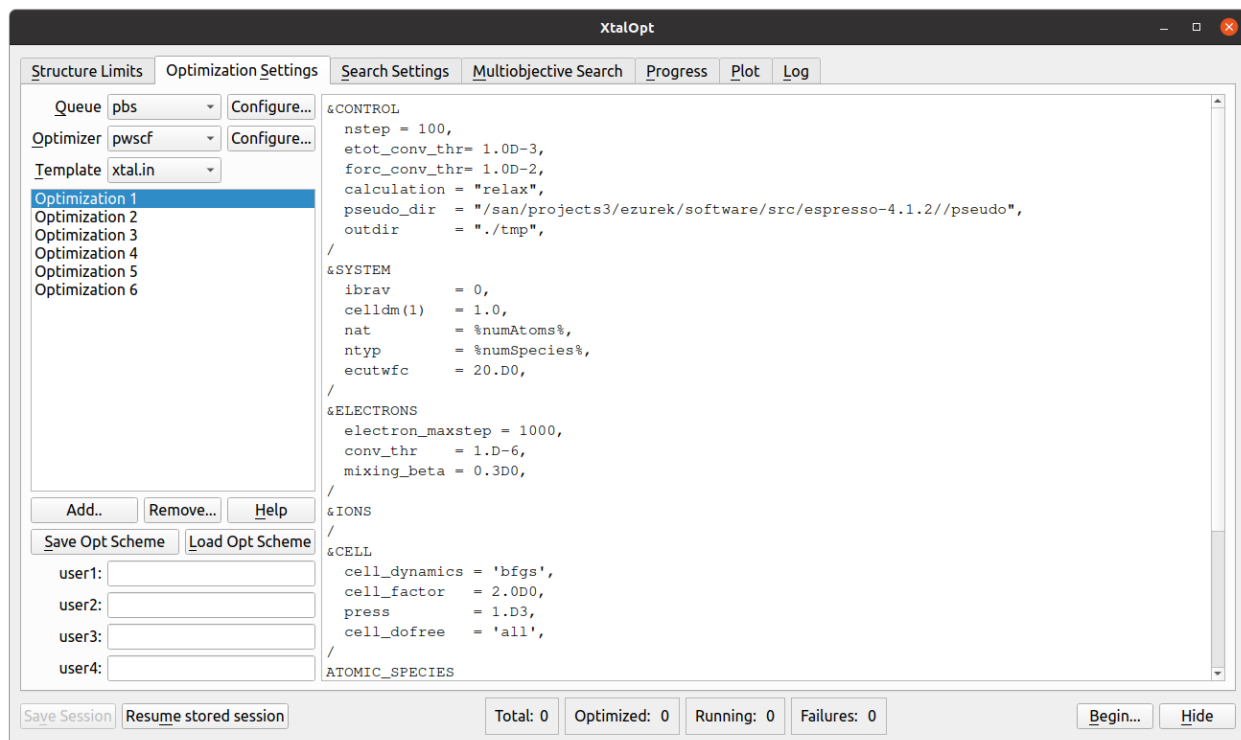 XtalOpt
Structure Limits Optimization Settings Search Settings Multiobjective Search Progress Plot Log
Queue pbs Configure...
Optimizer pwscf Configure...
Template xtal.in
Optimization 1
Optimization 2
Optimization 3
Optimization 4
Optimization 5
Optimization 6
Add.. Remove... Help
Save Opt Scheme Load Opt Scheme
user1:
user2:
user3:
user4:
&CONTROL
  nstep = 100,
  etot_conv_thr= 1.0D-3,
  forc_conv_thr= 1.0D-2,
  calculation = "relax",
  pseudo_dir  = "/san/projects3/ezurek/software/src/espresso-4.1.2//pseudo",
  outdir      = "./tmp",
/
&SYSTEM
  ibrav       = 0,
  celldm(1)   = 1.0,
  nat         = %numAtoms%,
  ntyp        = %numSpecies%,
  ecutwfc     = 20.D0,
/
&ELECTRONS
  electron_maxstep = 1000,
  conv_thr    = 1.D-6,
  mixing_beta = 0.3D0,
/
&IONS
/
&CELL
  cell_dynamics = 'bfgs',
  cell_factor   = 2.0D0,
  press         = 1.D3,
  cell_dofree   = 'all',
/
ATOMIC_SPECIES
Save Session Resume stored session Total: 0 Optimized: 0 Running: 0 Failures: 0 Begin... Hide